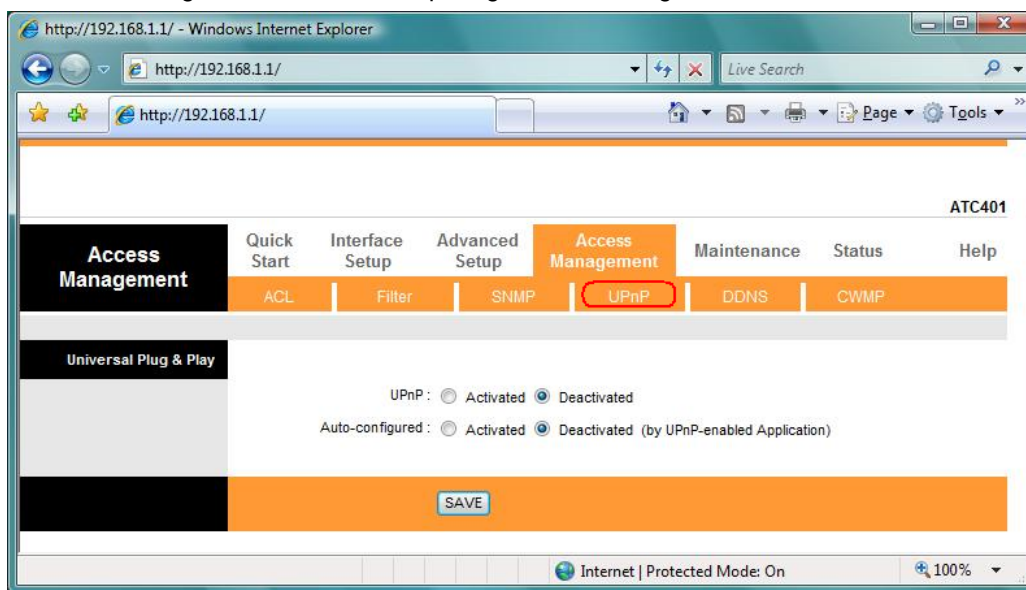 http://192.168.1.1/ - Windows Internet Explorer
http://192.168.1.1/
Live Search
http://192.168.1.1/
Page
Tools
ATC401
Access Management
Quick Start
Interface Setup
Advanced Setup
Access Management
Maintenance
Status
Help
ACL
Filter
SNMP
UPnP
DDNS
CWMP
Universal Plug & Play
UPnP : Activated Deactivated
Auto-configured : Activated Deactivated (by UPnP-enabled Application)
SAVE
Internet | Protected Mode: On
100%